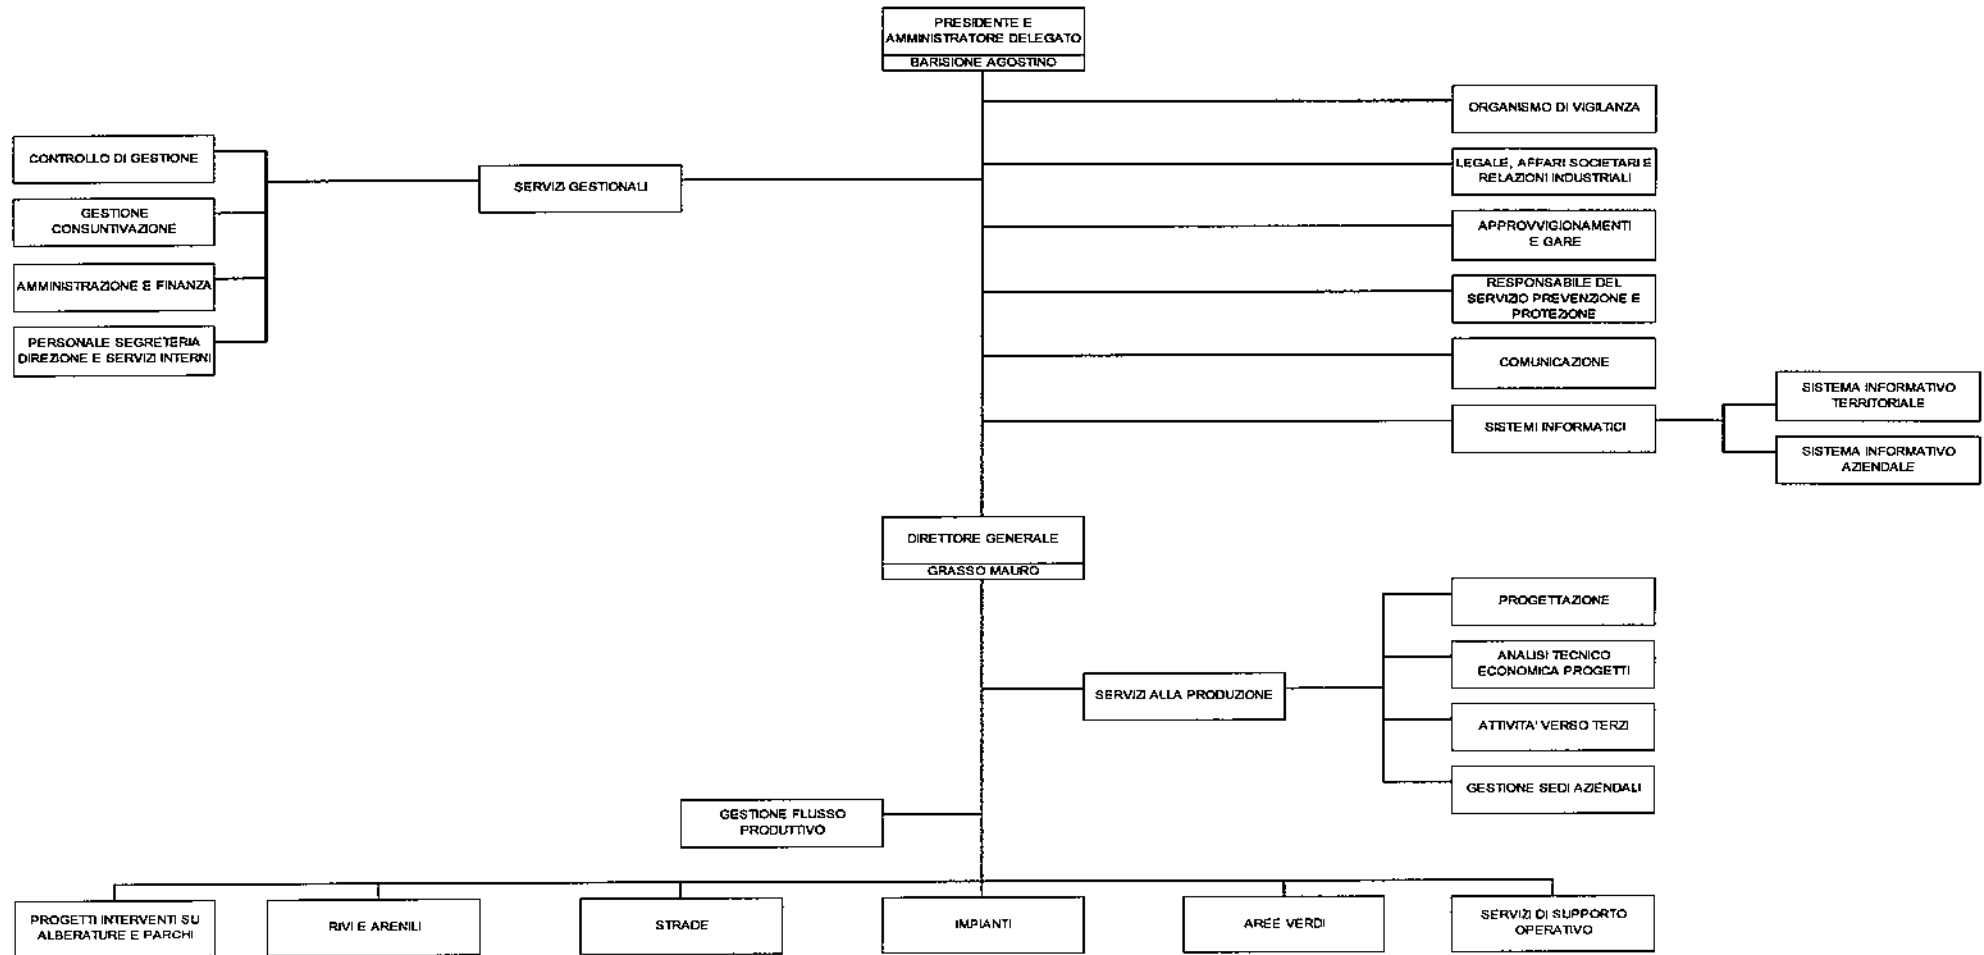 PRESIDENTE E
AMMINISTRATORE DELEGATO
BARISIONE AGOSTINO
ORGANISMO DI VIGILANZA
LEGALE, AFFARI SOCIETARI E
RELAZIONI INDUSTRIALI
APPROVVIGIONAMENTI
E GARE
RESPONSABILE DEL
SERVIZIO PREVENZIONE E
PROTEZIONE
COMUNICAZIONE
SISTEMI INFORMATICI
SISTEMA INFORMATIVO
TERRITORIALE
SISTEMA INFORMATIVO
AZIENDALE
SERVIZI GESTIONALI
CONTROLLO DI GESTIONE
GESTIONE
CONSUNTIVAZIONE
AMMINISTRAZIONE E FINANZA
PERSONALE SEGRETERIA
DIREZIONE E SERVIZI INTERNI
DIRETTORE GENERALE
GRASSO MAURO
SERVIZI ALLA PRODUZIONE
PROGETTAZIONE
ANALISI TECNICO
ECONOMICA PROGETTI
ATTIVITA' VERSO TERZI
GESTIONE SEDI AZIENDALI
GESTIONE FLUSSO
PRODUTTIVO
PROGETTI INTERVENTI SU
ALBERATURE E PARCHI
RIVI E ARENILI
STRADE
IMPIANTI
AREE VERDI
SERVIZI DI SUPPORTO
OPERATIVO